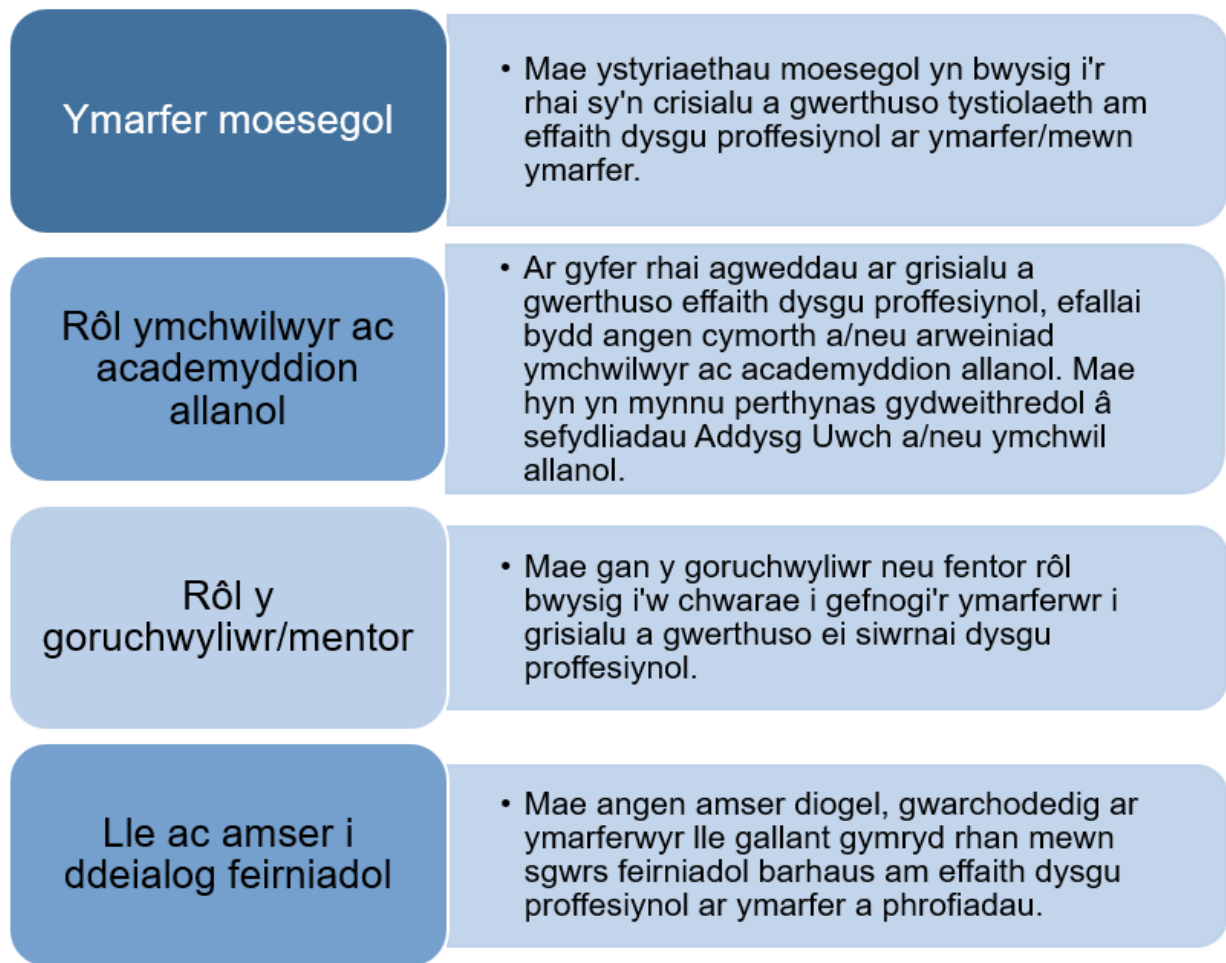 Ymarfer moesegol
• Mae ystyriaethau moesegol yn bwysig i'r
rhai sy'n crisialu a gwerthuso tystiolaeth am
effaith dysgu proffesiynol ar ymarfer/mewn
ymarfer.
Rôl ymchwilwyr ac
academyddion
allanol
• Ar gyfer rhai agweddau ar grisialu a
gwerthuso effaith dysgu proffesiynol, efallai
bydd angen cymorth a/neu arweiniad
ymchwilwyr ac academyddion allanol. Mae
hyn yn mynnu perthynas gydweithredol â
sefydliadau Addysg Uwch a/neu ymchwil
allanol.
Rôl y
goruchwyliwr/mentor
• Mae gan y goruchwyliwr neu fentor rôl
bwysig i'w chwarae i gefnogi'r ymarferwr i
grisialu a gwerthuso ei siwrnai dysgu
proffesiynol.
Lle ac amser i
ddeialog feirniadol
• Mae angen amser diogel, gwarchodedig ar
ymarferwyr lle gallant gymryd rhan mewn
sgwrs feirniadol barhaus am effaith dysgu
proffesiynol ar ymarfer a phrofiadau.